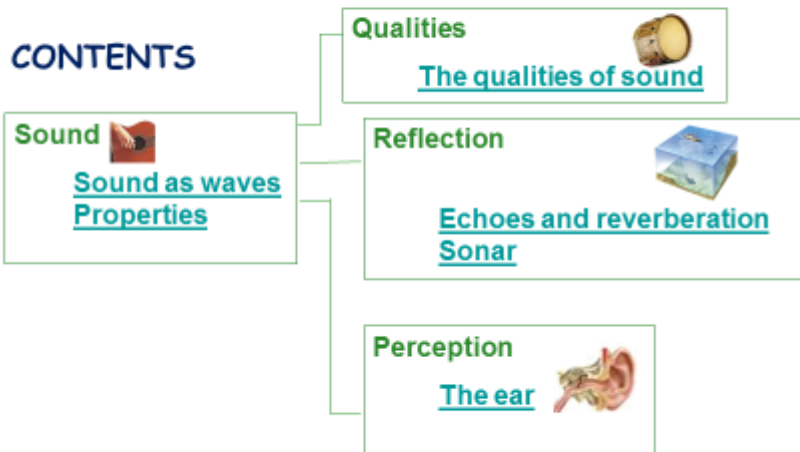 CONTENTS
Sound
Sound as waves
Properties
Qualities
The qualities of sound
Reflection
Echoes and reverberation
Sonar
Perception
The ear